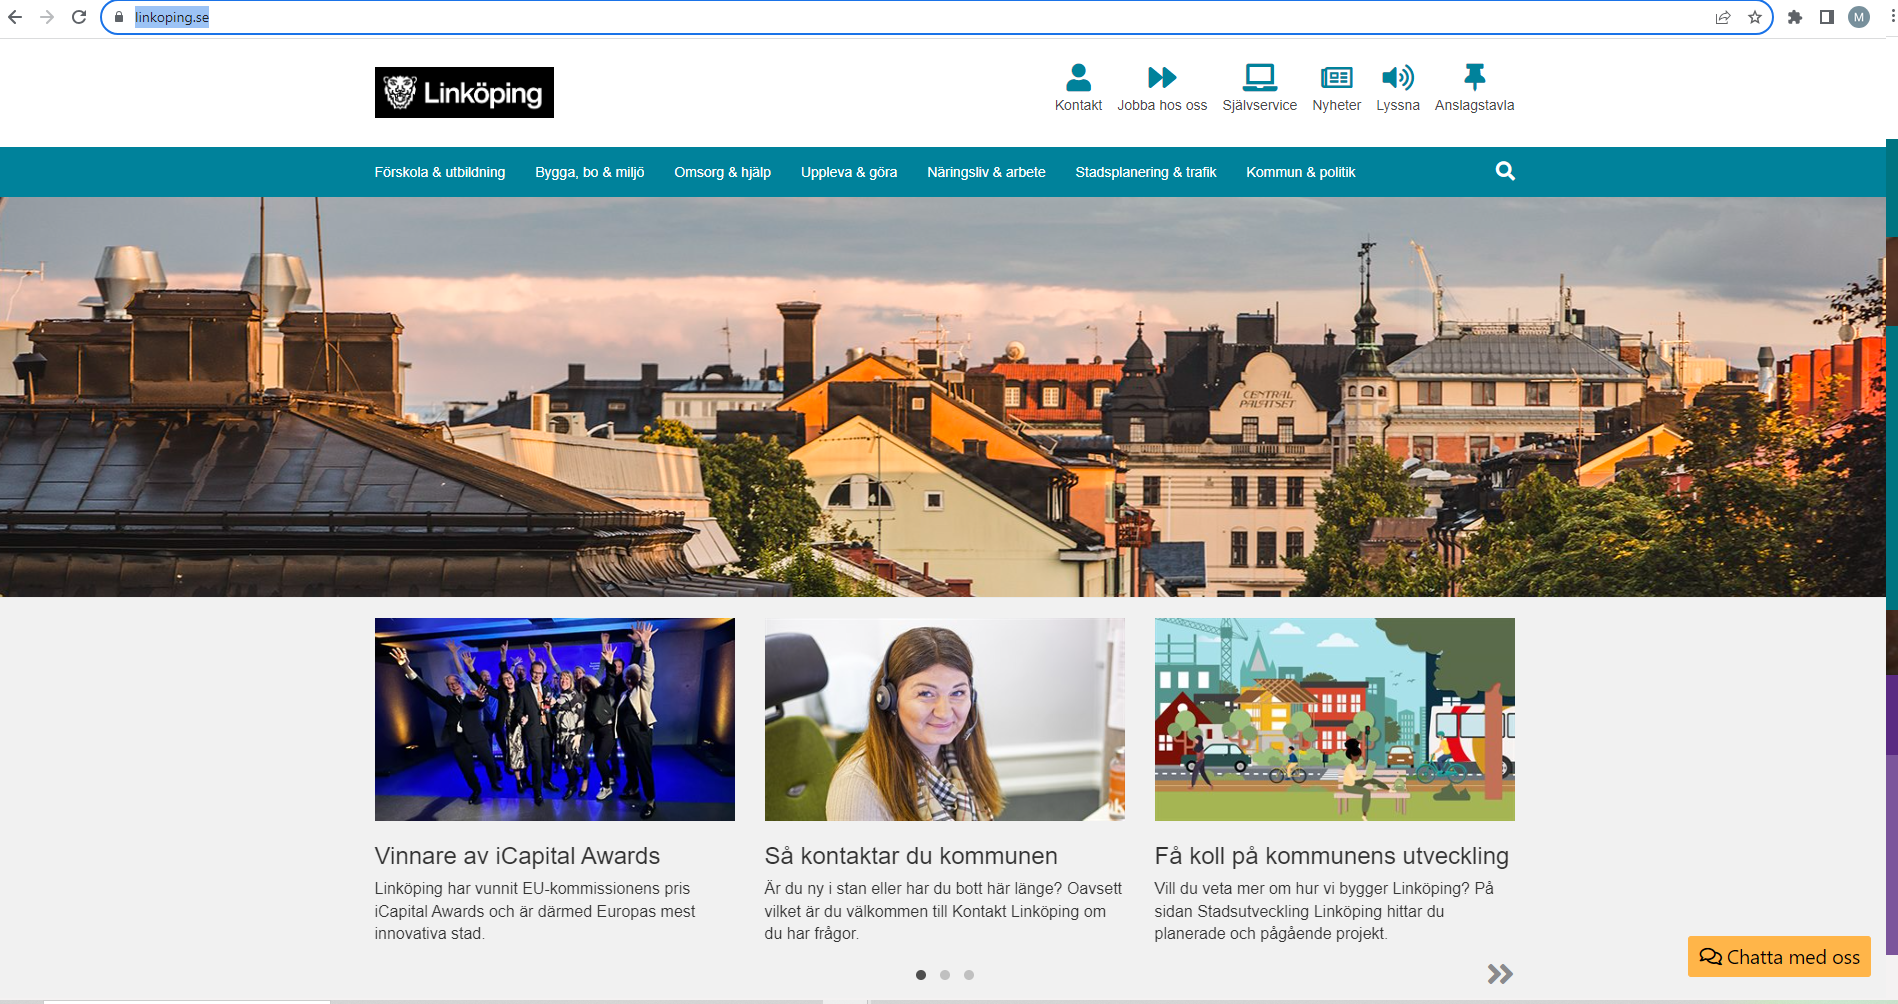 linkoping.se
M
Linköping
Kontakt
Jobba hos oss
Självservice
Nyheter
Lyssna
Anslagstavla
Förskola & utbildning
Bygga, bo & miljö
Omsorg & hjälp
Uppleva & göra
Näringsliv & arbete
Stadsplanering & trafik
Kommun & politik
CENTRAL
PALATSET
Vinnare av iCapital Awards
Linköping har vunnit EU-kommissionens pris
iCapital Awards och är därmed Europas mest
innovativa stad.
Så kontaktar du kommunen
Är du ny i stan eller har du bott här länge? Oavsett
vilket är du välkommen till Kontakt Linköping om
du har frågor.
Få koll på kommunens utveckling
Vill du veta mer om hur vi bygger Linköping? På
sidan Stadsutveckling Linköping hittar du
planerade och pågående projekt.
Chatta med oss